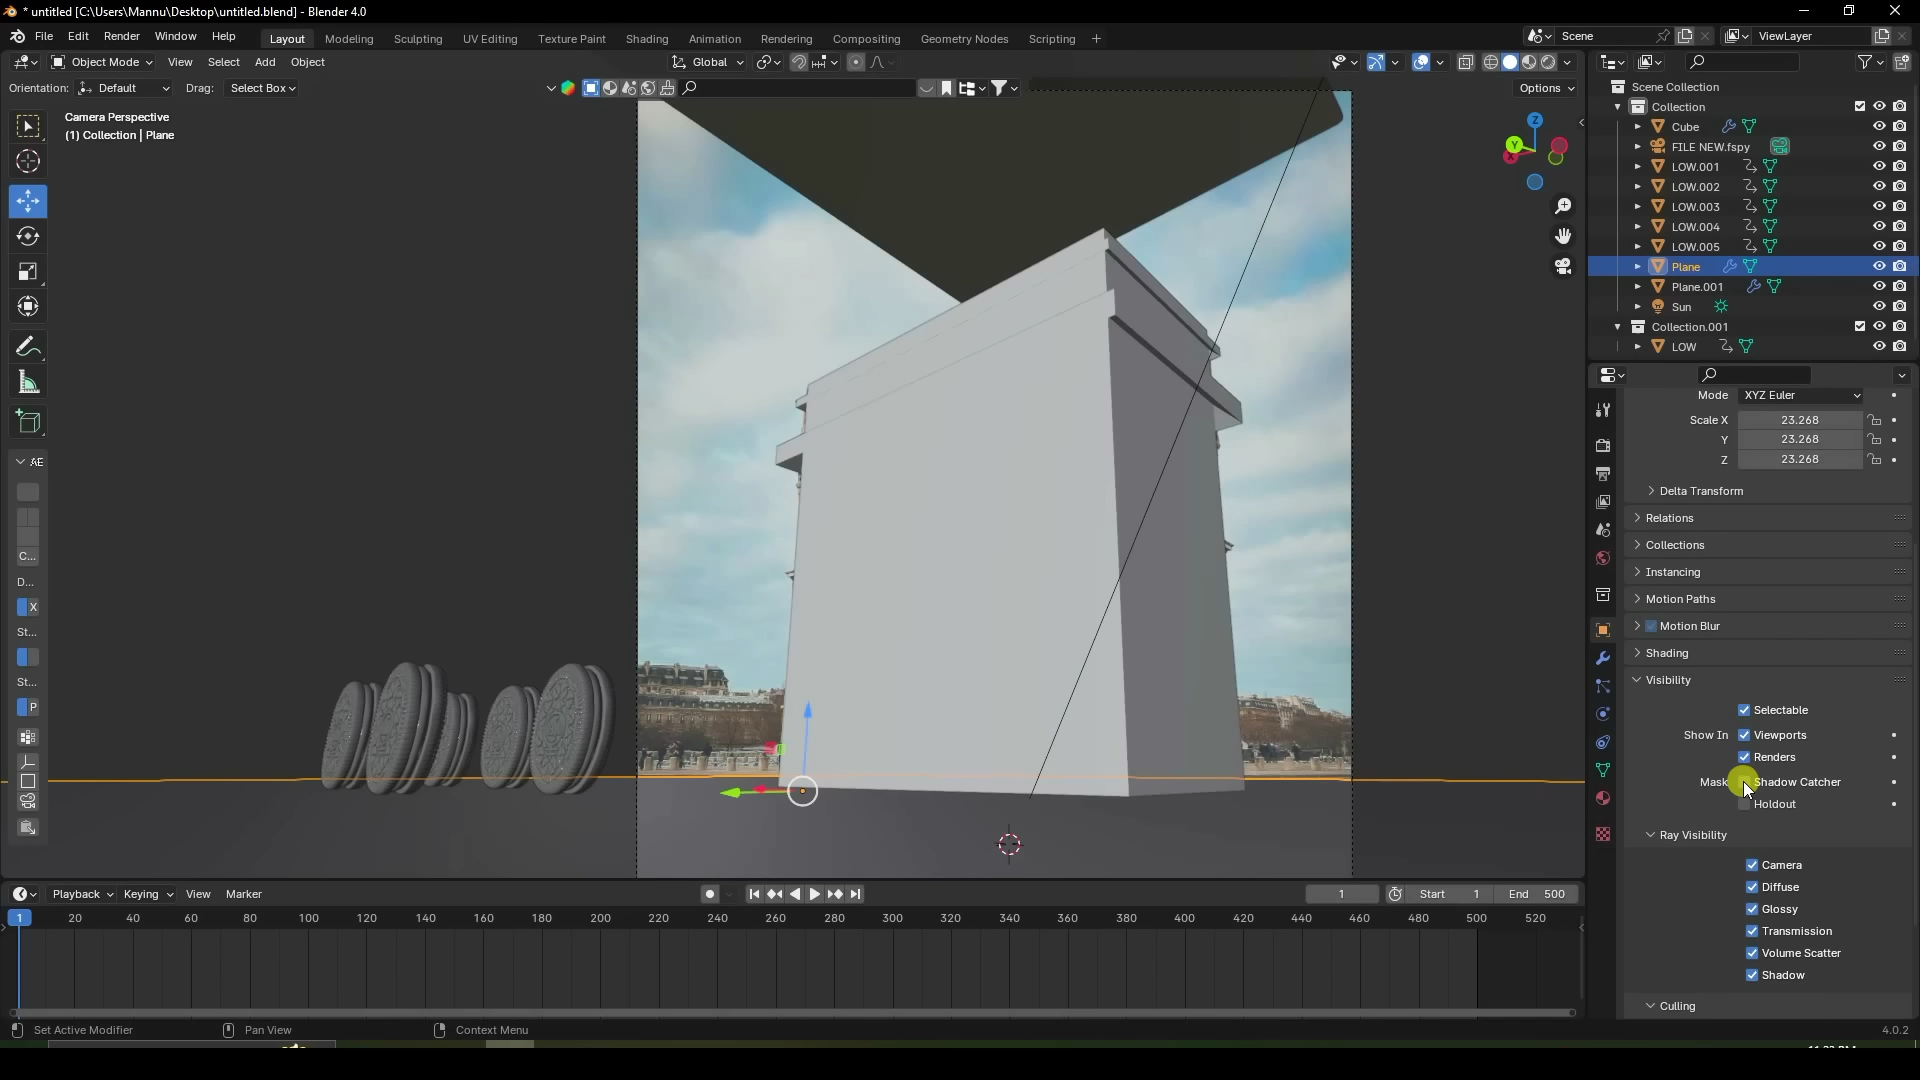 * untitled [C:\Users\Mannu\Desktop\untitled.blend] - Blender 4.0
File Edit Render Window Help Layout Modeling Sculpting UV Editing Texture Paint Shading Animation Rendering Compositing Geometry Nodes Scripting + Scene ViewLayer
Object Mode View Select Add Object Global
Orientation: Default Drag: Select Box Options
Camera Perspective
(1) Collection | Plane
Z
Y
X
AE
C...
D...
X
St...
St...
P
Scene Collection
Collection
Cube
FILE NEW.fspy
LOW.001
LOW.002
LOW.003
LOW.004
LOW.005
Plane
Plane.001
Sun
Collection.001
LOW
Mode XYZ Euler
Scale X 23.268
Y 23.268
Z 23.268
Delta Transform
Relations
Collections
Instancing
Motion Paths
Motion Blur
Shading
Visibility
Selectable
Show In Viewports
Renders
Mask Shadow Catcher
Holdout
Ray Visibility
Camera
Diffuse
Glossy
Transmission
Volume Scatter
Shadow
Culling
Playback Keying View Marker 1 Start 1 End 500
1 20 40 60 80 100 120 140 160 180 200 220 240 260 280 300 320 340 360 380 400 420 440 460 480 500 520
Set Active Modifier Pan View Context Menu 4.0.2